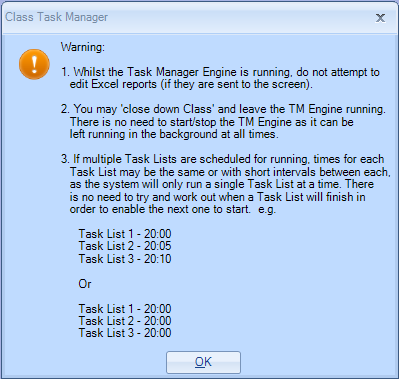 Class Task Manager
Warning:
1. Whilst the Task Manager Engine is running, do not attempt to
edit Excel reports (if they are sent to the screen).
2. You may 'close down Class' and leave the TM Engine running.
There is no need to start/stop the TM Engine as it can be
left running in the background at all times.
3. If multiple Task Lists are scheduled for running, times for each
Task List may be the same or with short intervals between each,
as the system will only run a single Task List at a time. There
is no need to try and work out when a Task List will finish in
order to enable the next one to start.  e.g.
Task List 1 - 20:00
Task List 2 - 20:05
Task List 3 - 20:10
Or
Task List 1 - 20:00
Task List 2 - 20:00
Task List 3 - 20:00
OK